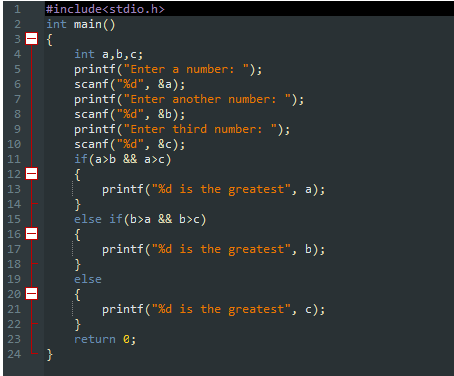 1 #include<stdio.h>
2 int main()
3 {
4 int a,b,c;
5 printf("Enter a number: ");
6 scanf("%d", &a);
7 printf("Enter another number: ");
8 scanf("%d", &b);
9 printf("Enter third number: ");
10 scanf("%d", &c);
11 if(a>b && a>c)
12 {
13 printf("%d is the greatest", a);
14 }
15 else if(b>a && b>c)
16 {
17 printf("%d is the greatest", b);
18 }
19 else
20 {
21 printf("%d is the greatest", c);
22 }
23 return 0;
24 }